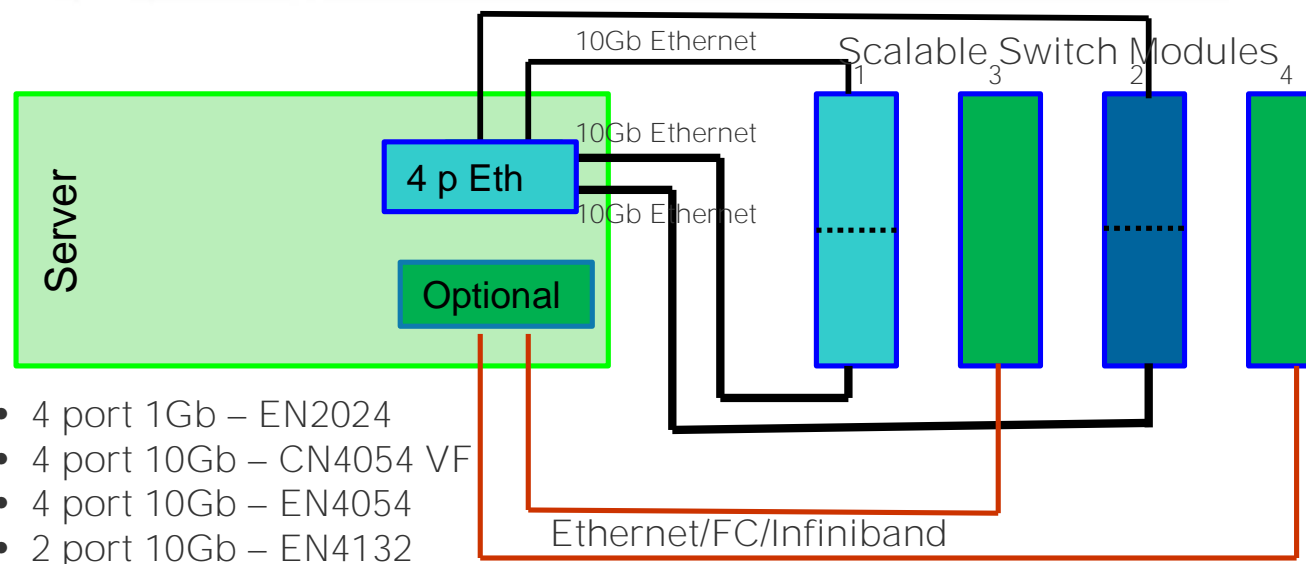 10Gb Ethernet
Scalable Switch Modules
1
3
2
4
10Gb Ethernet
4 p Eth
10Gb Ethernet
Server
Optional
• 4 port 1Gb – EN2024
• 4 port 10Gb – CN4054 VF
• 4 port 10Gb – EN4054
• 2 port 10Gb – EN4132
Ethernet/FC/Infiniband